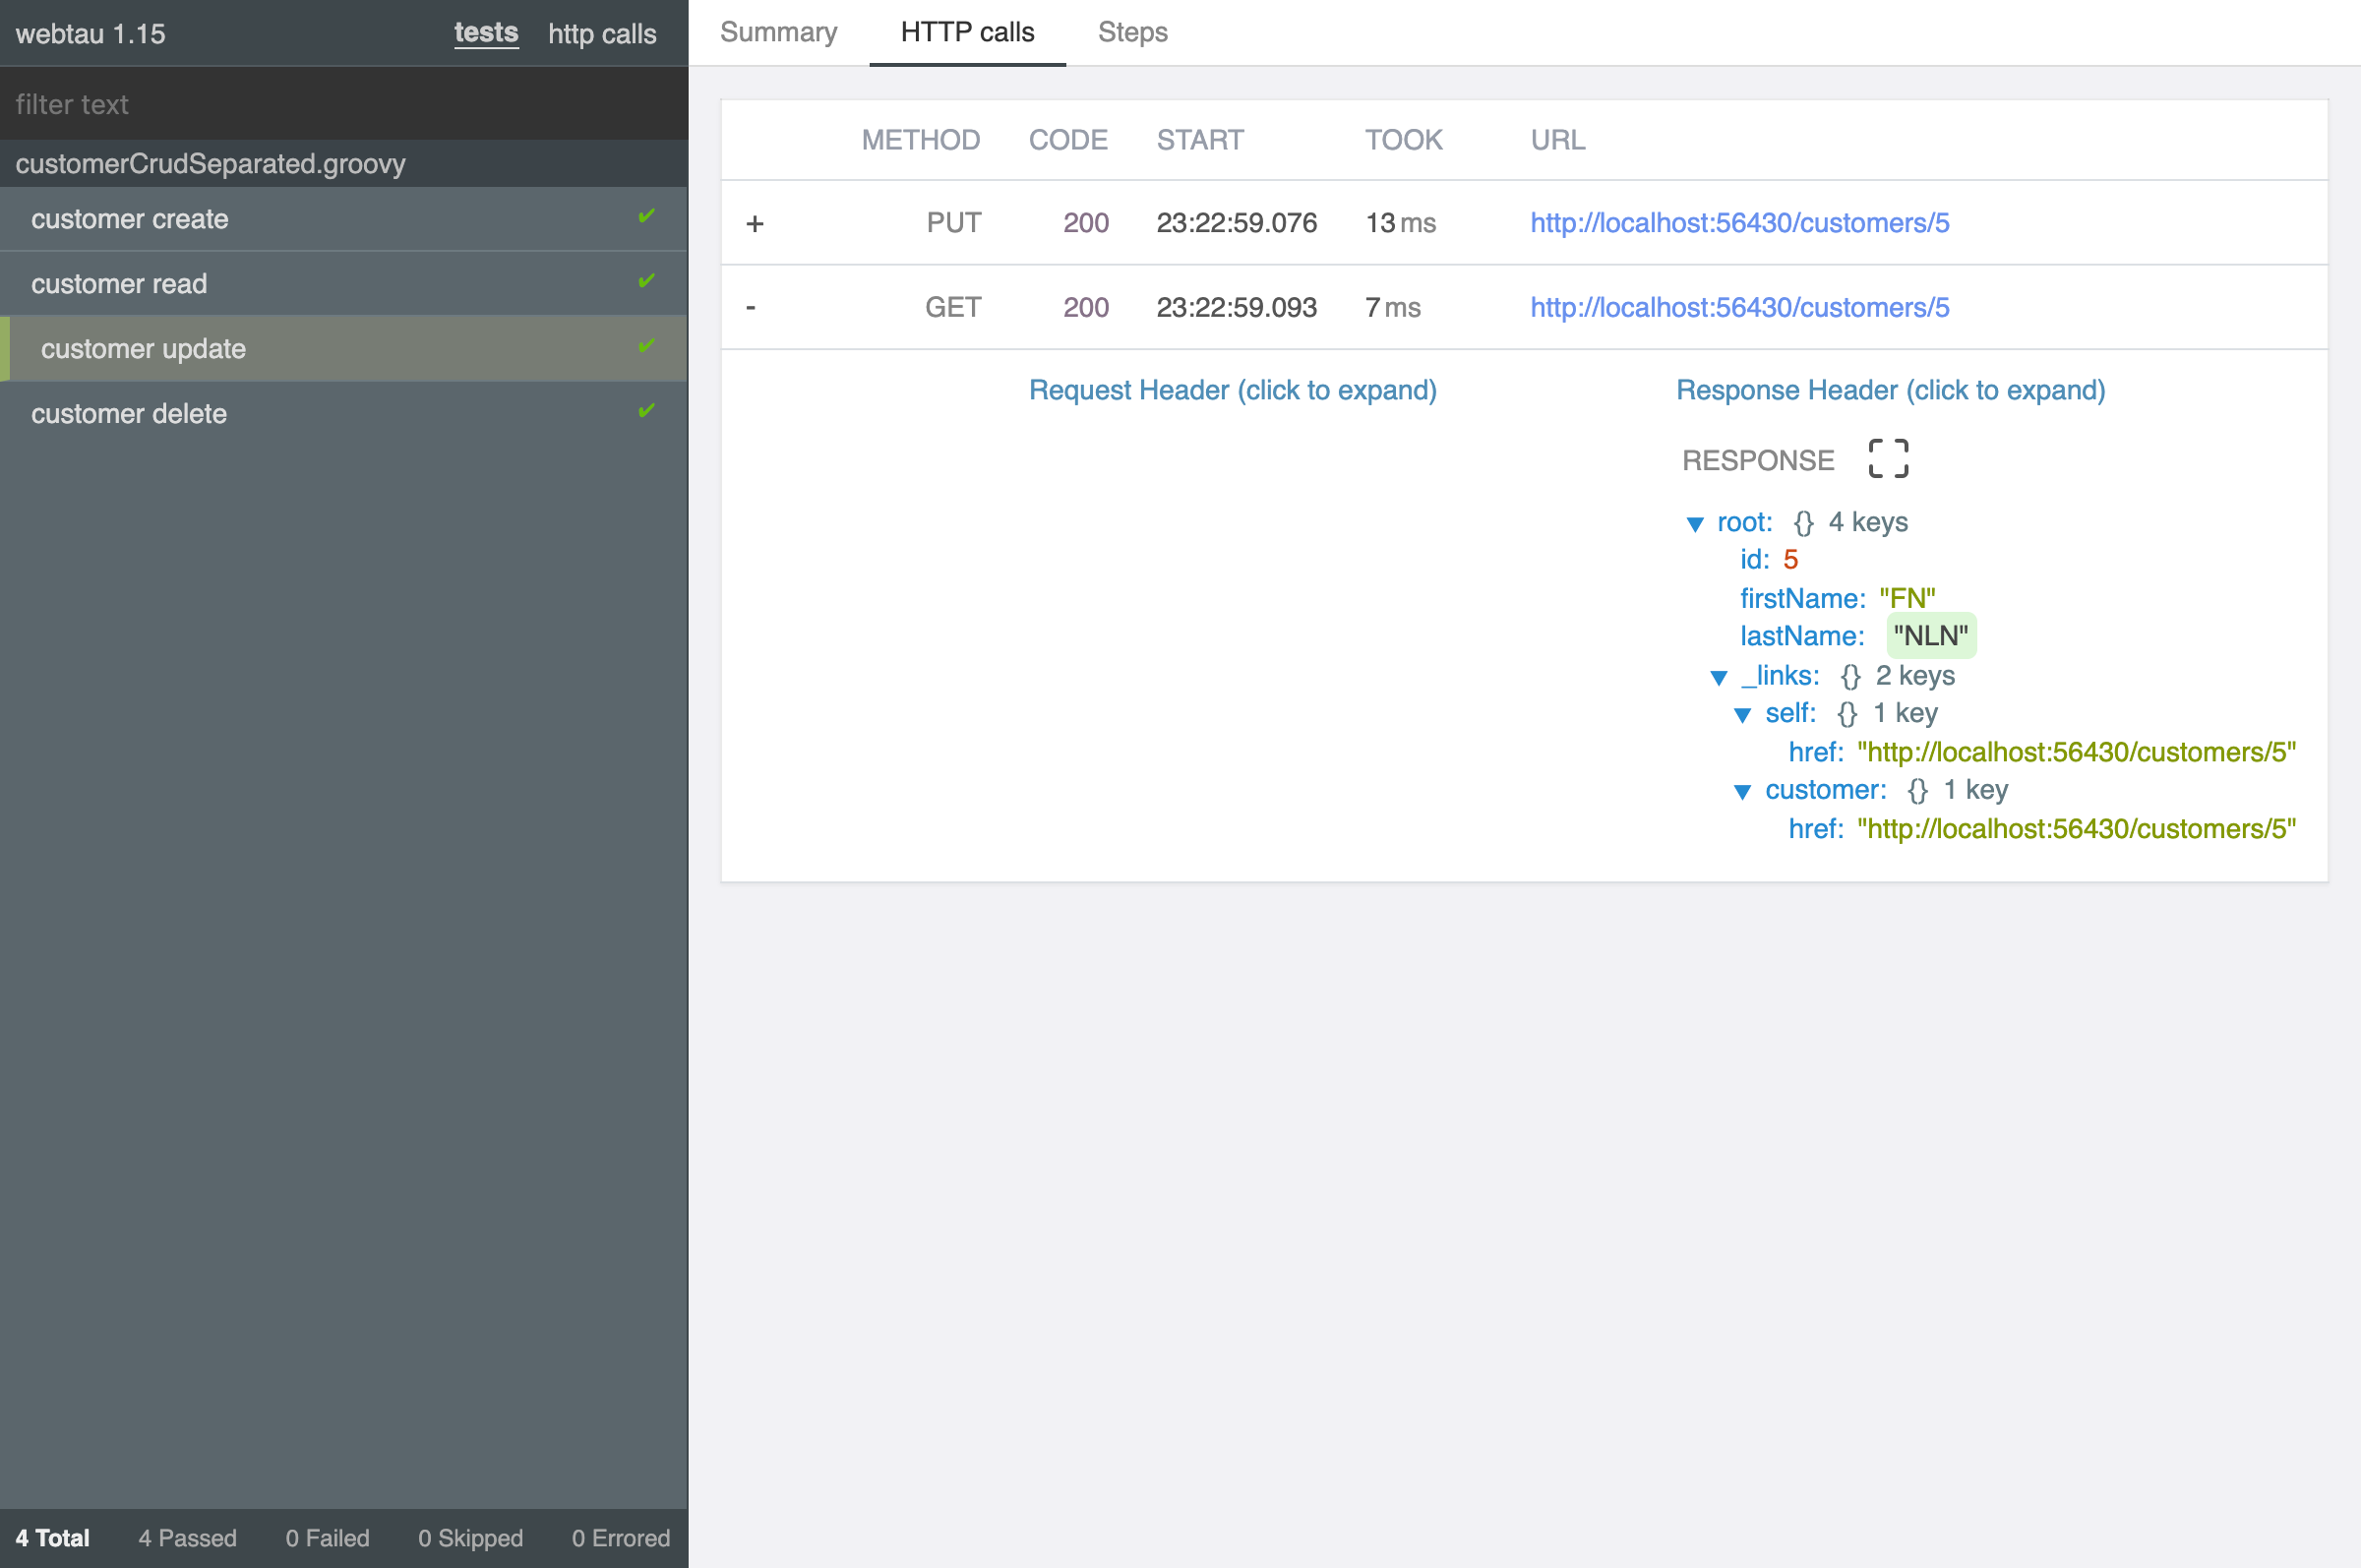 webtau 1.15 tests http calls
filter text
customerCrudSeparated.groovy
customer create ✔
customer read ✔
customer update ✔
customer delete ✔
4 Total 4 Passed 0 Failed 0 Skipped 0 Errored
Summary HTTP calls Steps
METHOD CODE START TOOK URL
+ PUT 200 23:22:59.076 13 ms http://localhost:56430/customers/5
- GET 200 23:22:59.093 7 ms http://localhost:56430/customers/5
Request Header (click to expand) Response Header (click to expand)
RESPONSE
▼ root: {} 4 keys
id: 5
firstName: "FN"
lastName: "NLN"
▼ _links: {} 2 keys
▼ self: {} 1 key
href: "http://localhost:56430/customers/5"
▼ customer: {} 1 key
href: "http://localhost:56430/customers/5"